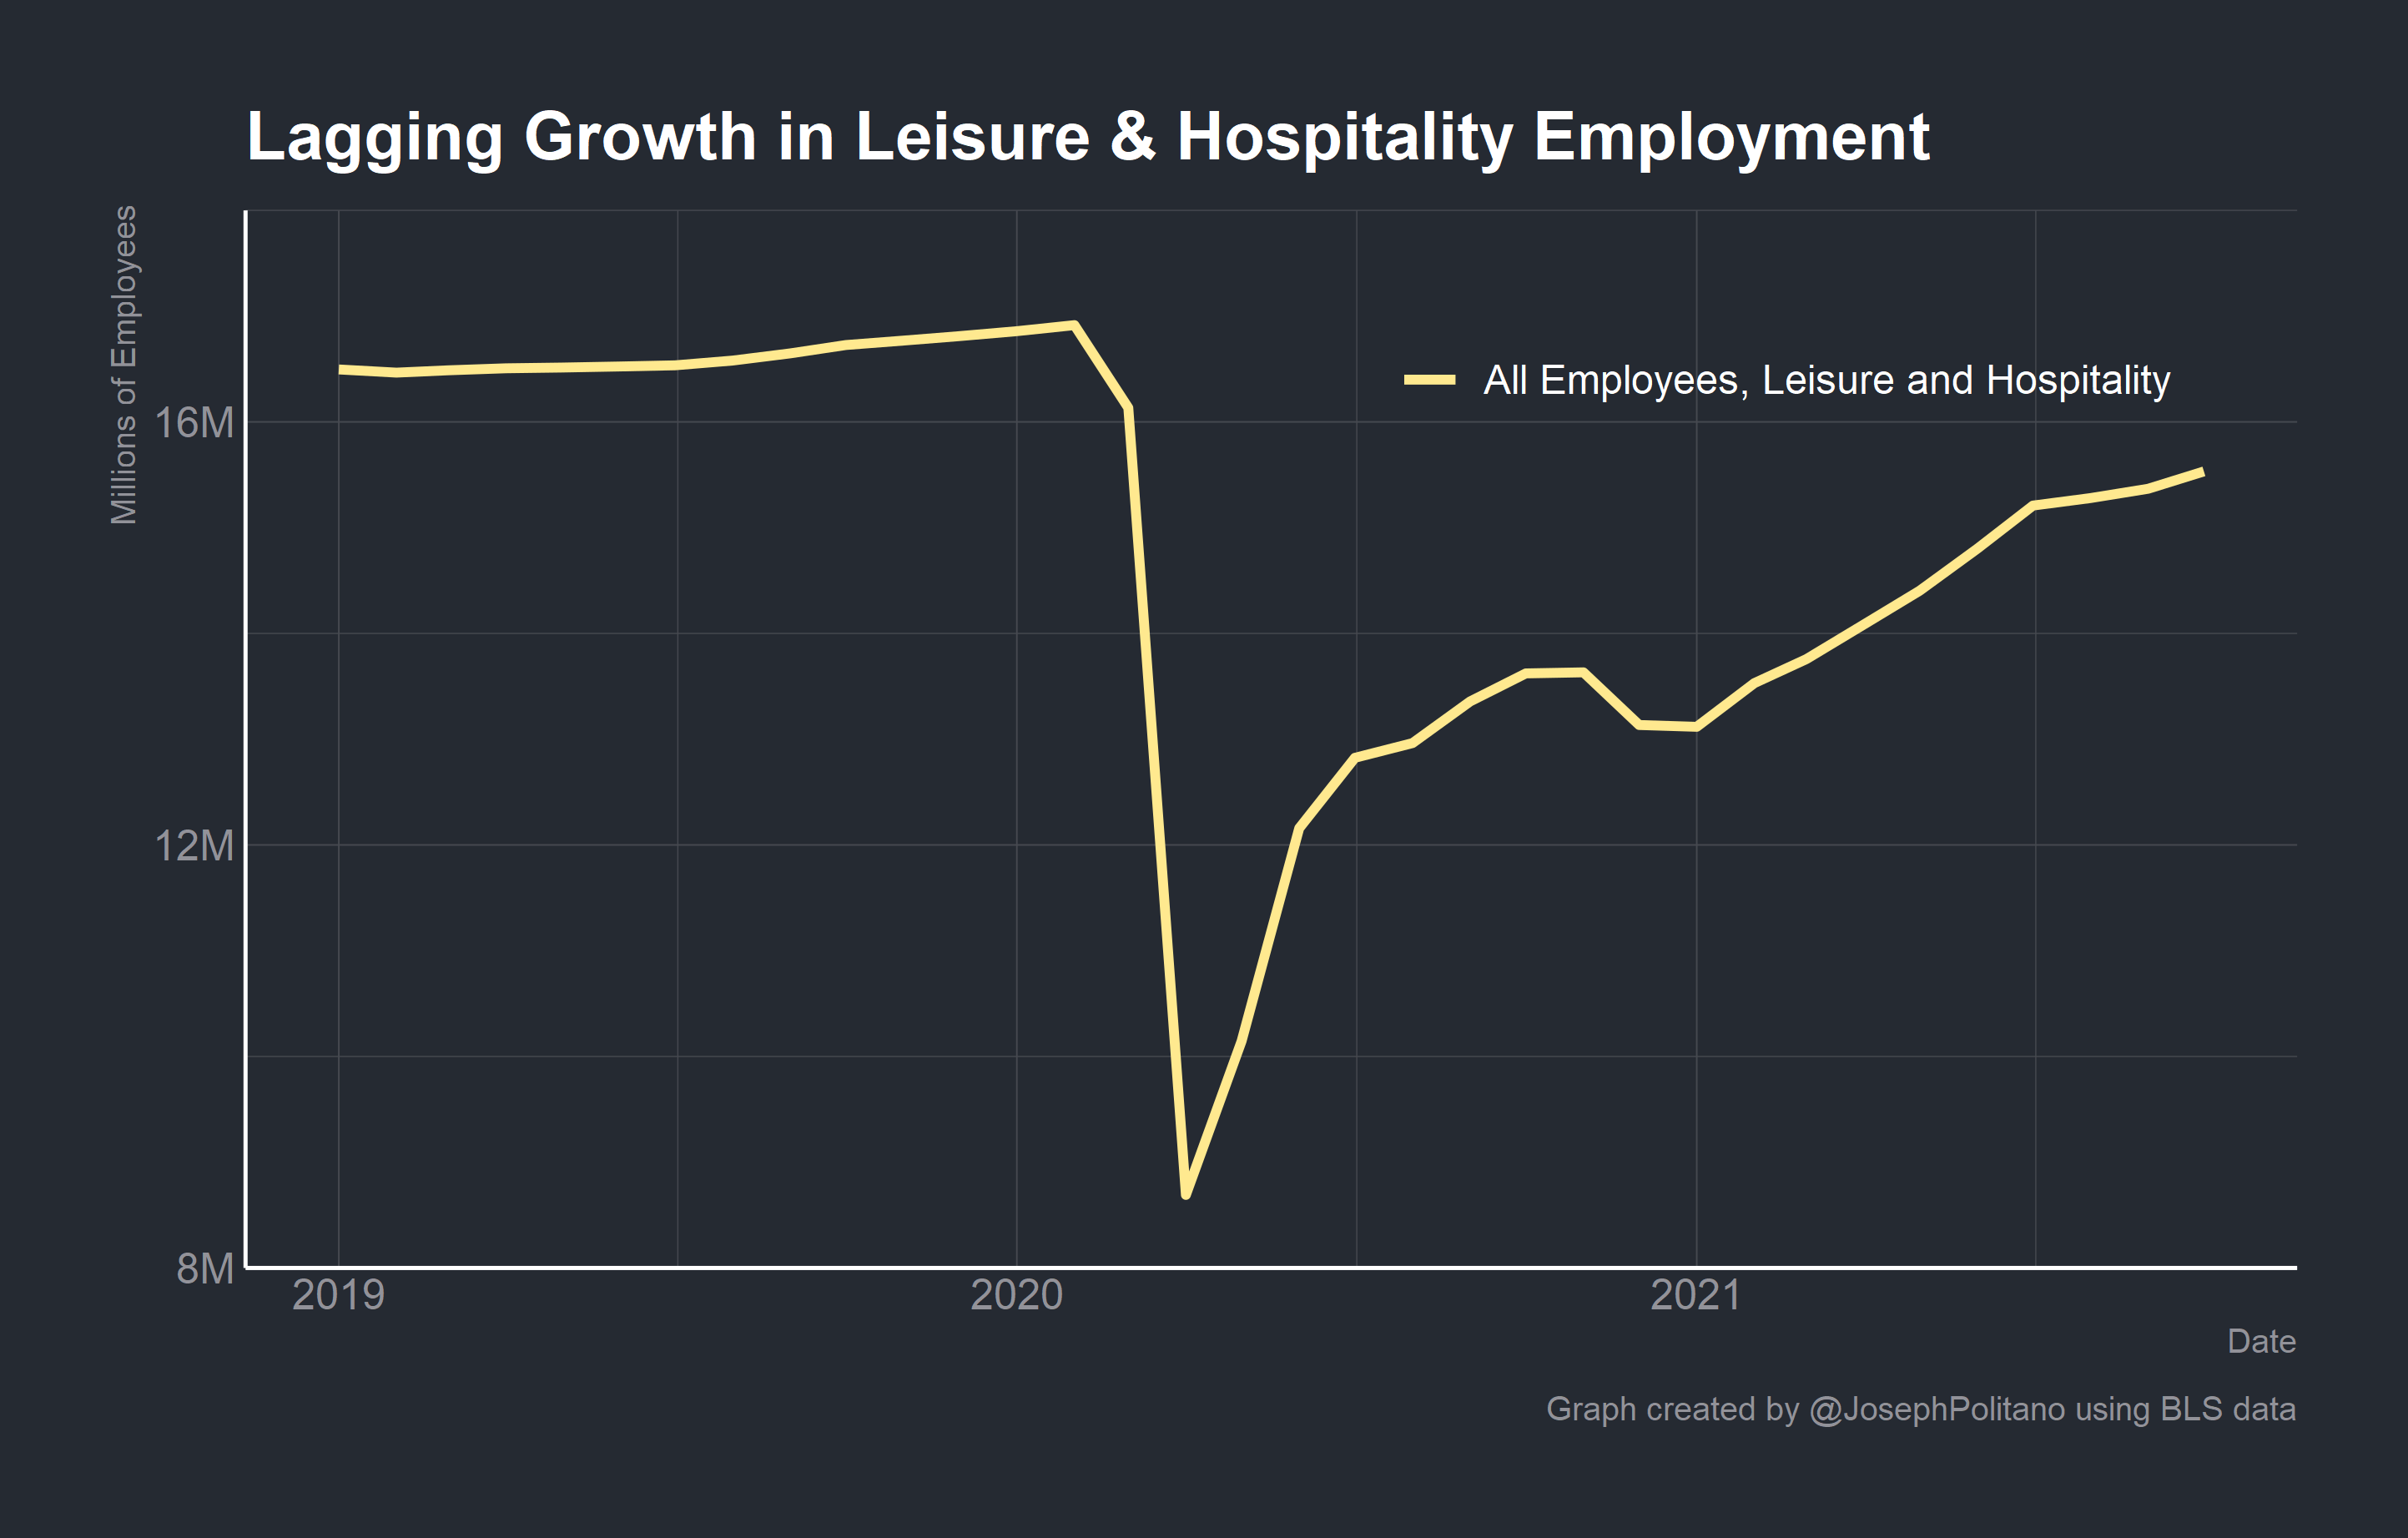 Lagging Growth in Leisure & Hospitality Employment
Millions of Employees
All Employees, Leisure and Hospitality
16M
12M
8M
2019
2020
2021
Date
Graph created by @JosephPolitano using BLS data